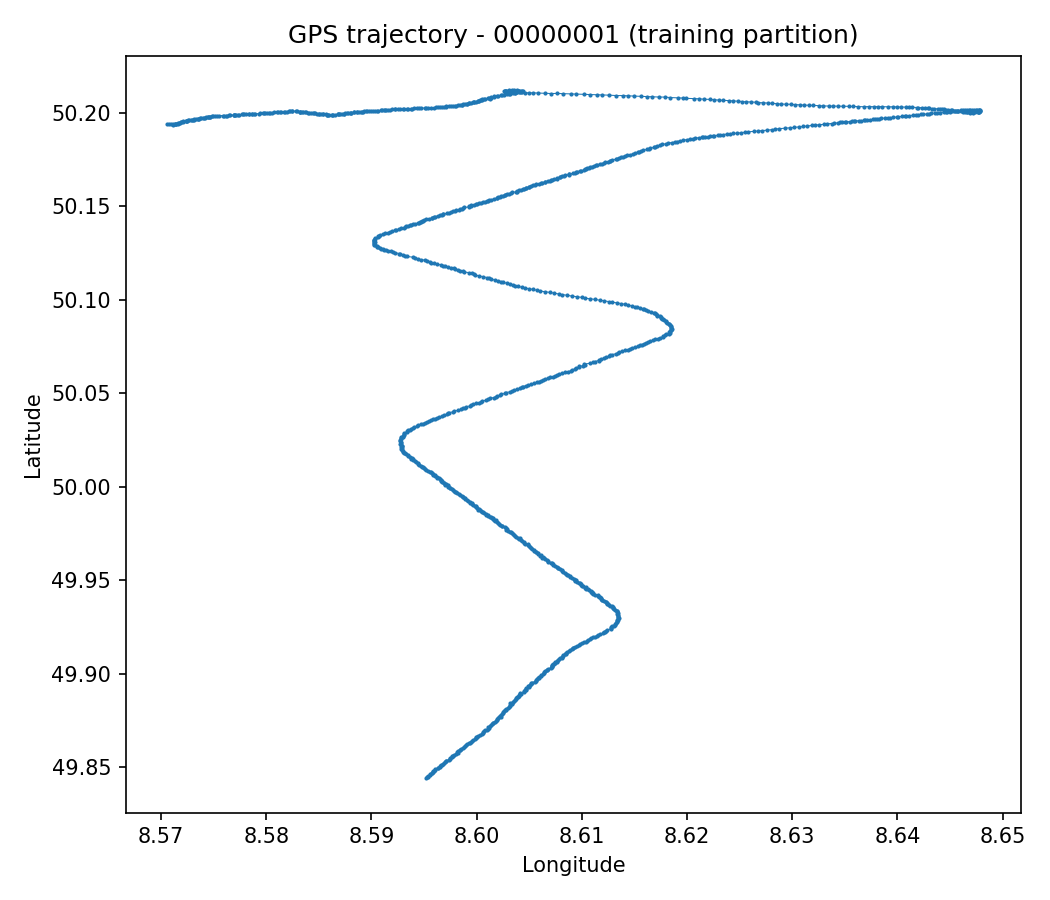 GPS trajectory - 00000001 (training partition)
50.20
50.15
50.10
50.05
50.00
49.95
49.90
49.85
Latitude
8.57 8.58 8.59 8.60 8.61 8.62 8.63 8.64 8.65
Longitude